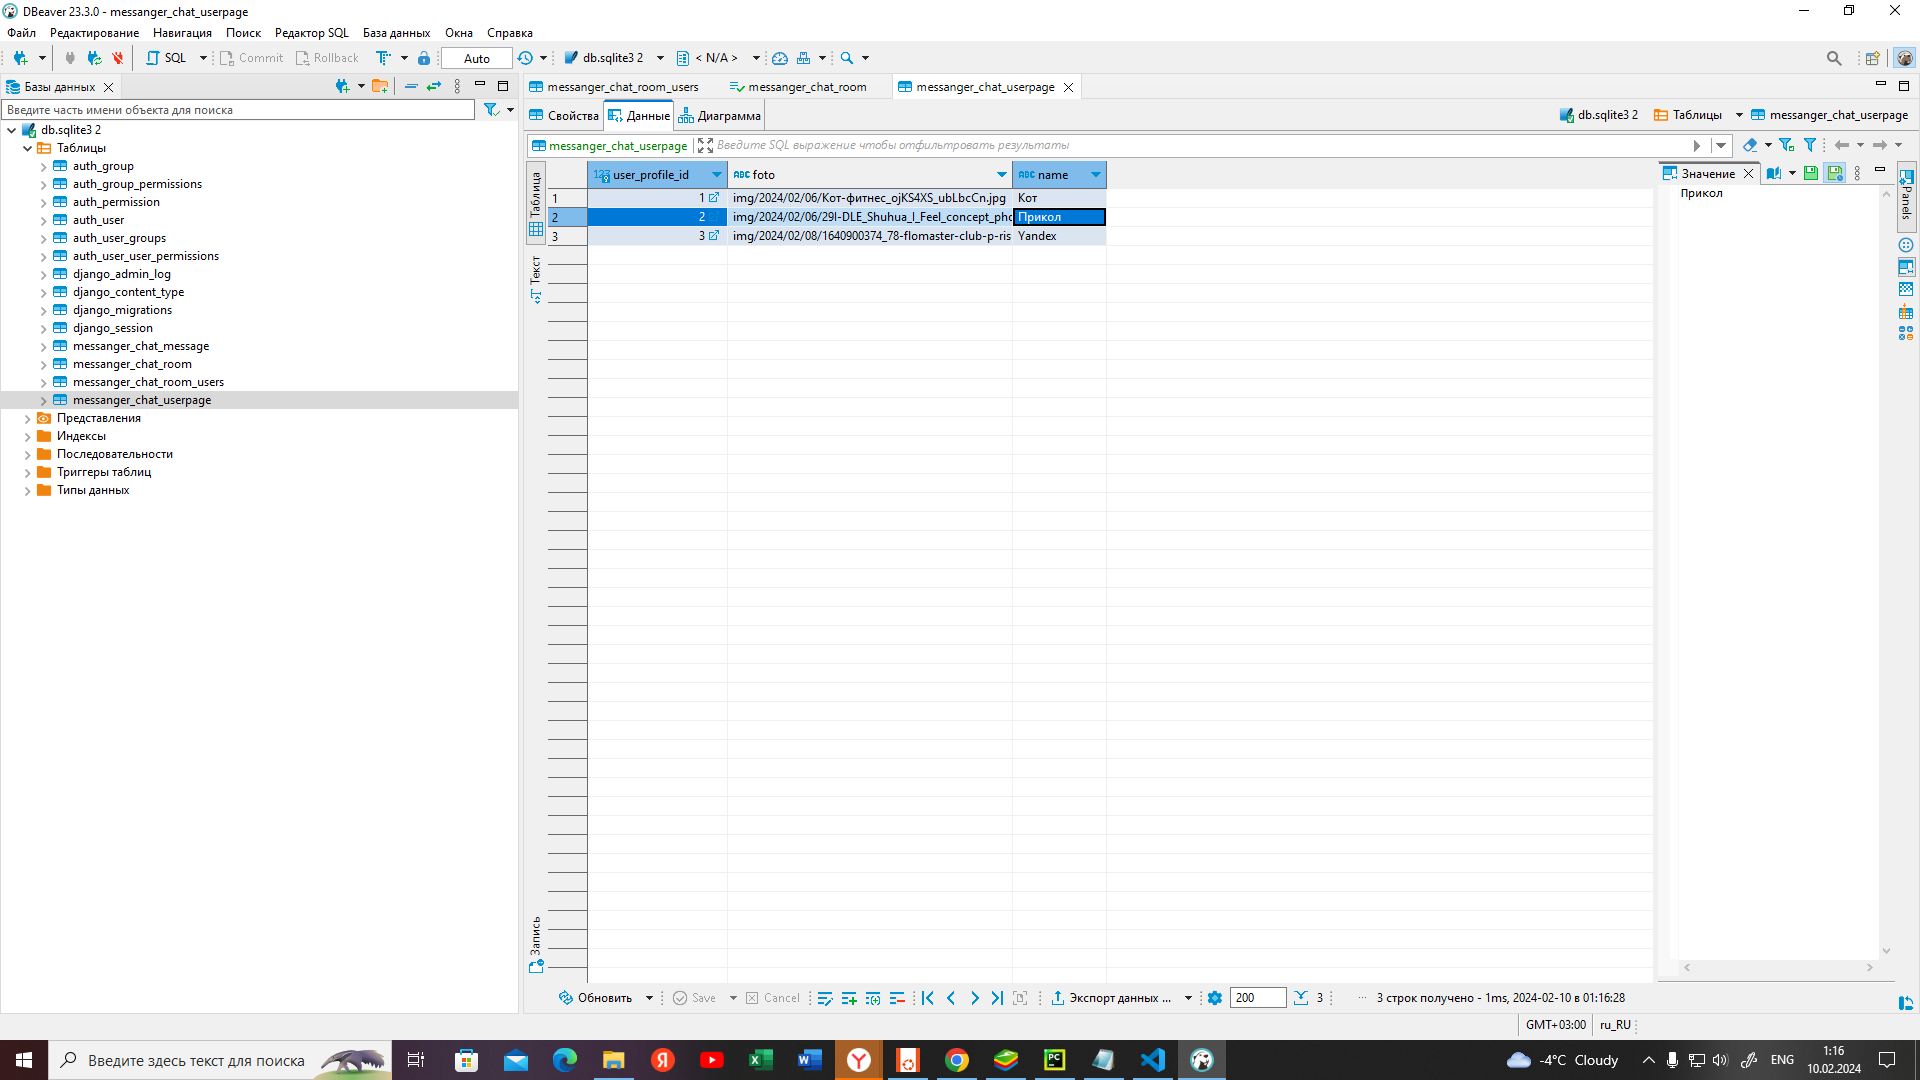 DBeaver 23.3.0 - messanger_chat_userpage
Файл Редактирование Навигация Поиск Редактор SQL База данных Окна Справка
SQL Commit Rollback Auto db.sqlite3 2 < N/A >
Базы данных
messanger_chat_room_users messanger_chat_room messanger_chat_userpage
Введите часть имени объекта для поиска
Свойства Данные Диаграмма db.sqlite3 2 Таблицы messanger_chat_userpage
messanger_chat_userpage Введите SQL выражение чтобы отфильтровать результаты
db.sqlite3 2
Таблицы
auth_group
auth_group_permissions
auth_permission
auth_user
auth_user_groups
auth_user_user_permissions
django_admin_log
django_content_type
django_migrations
django_session
messanger_chat_message
messanger_chat_room
messanger_chat_room_users
messanger_chat_userpage
Представления
Индексы
Последовательности
Триггеры таблиц
Типы данных
Таблица
Текст
Запись
123 user_profile_id ABC foto ABC name
1 1 img/2024/02/06/Кот-фитнес_ojKS4XS_ubLbcCn.jpg Кот
2 2 img/2024/02/06/29I-DLE_Shuhua_I_Feel_concept_pho Прикол
3 3 img/2024/02/08/1640900374_78-flomaster-club-p-ris Yandex
Значение
Прикол
Panels
Обновить Save Cancel Экспорт данных ... 200 3 3 строк получено - 1ms, 2024-02-10 в 01:16:28
GMT+03:00 ru_RU
Введите здесь текст для поиска
-4°C Cloudy ENG
1:16
10.02.2024